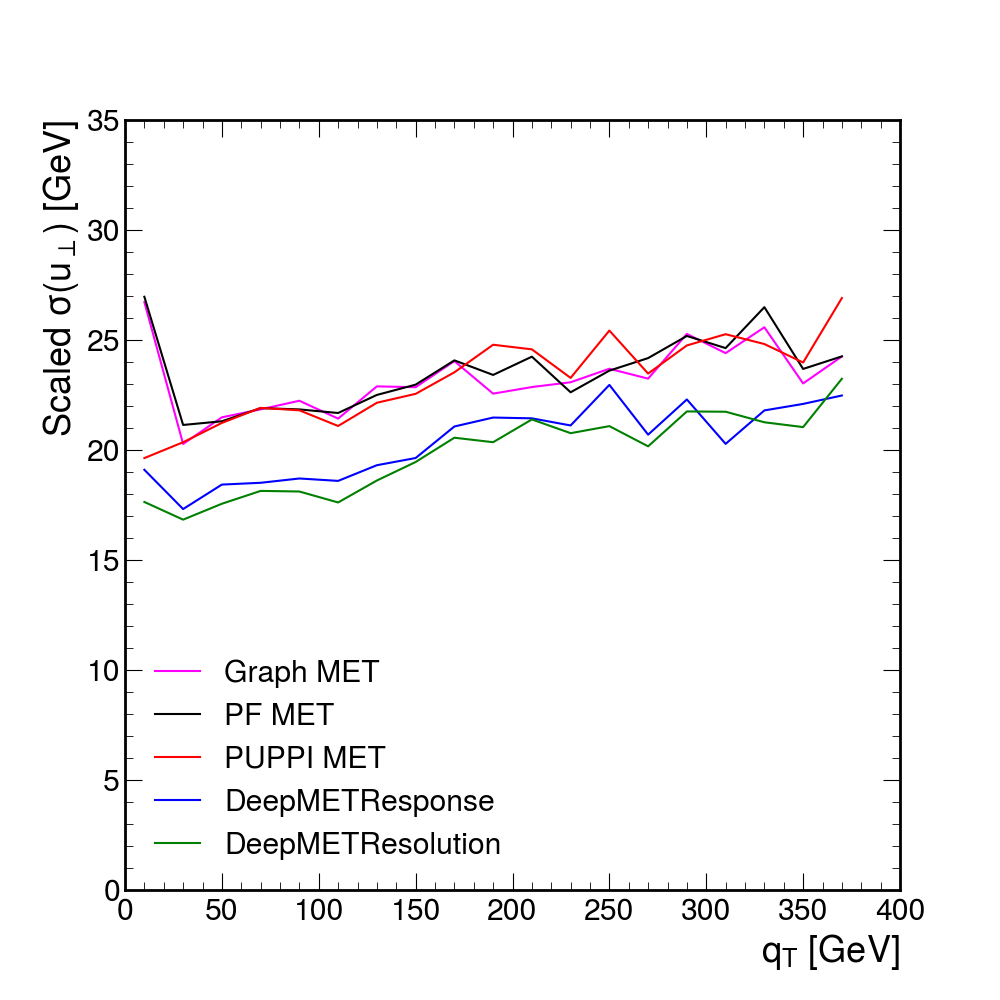 Scaled σ(u⊥) [GeV]
35
30
25
20
15
10
5
0
Graph MET
PF MET
PUPPI MET
DeepMETResponse
DeepMETResolution
0 50 100 150 200 250 300 350 400
qT [GeV]